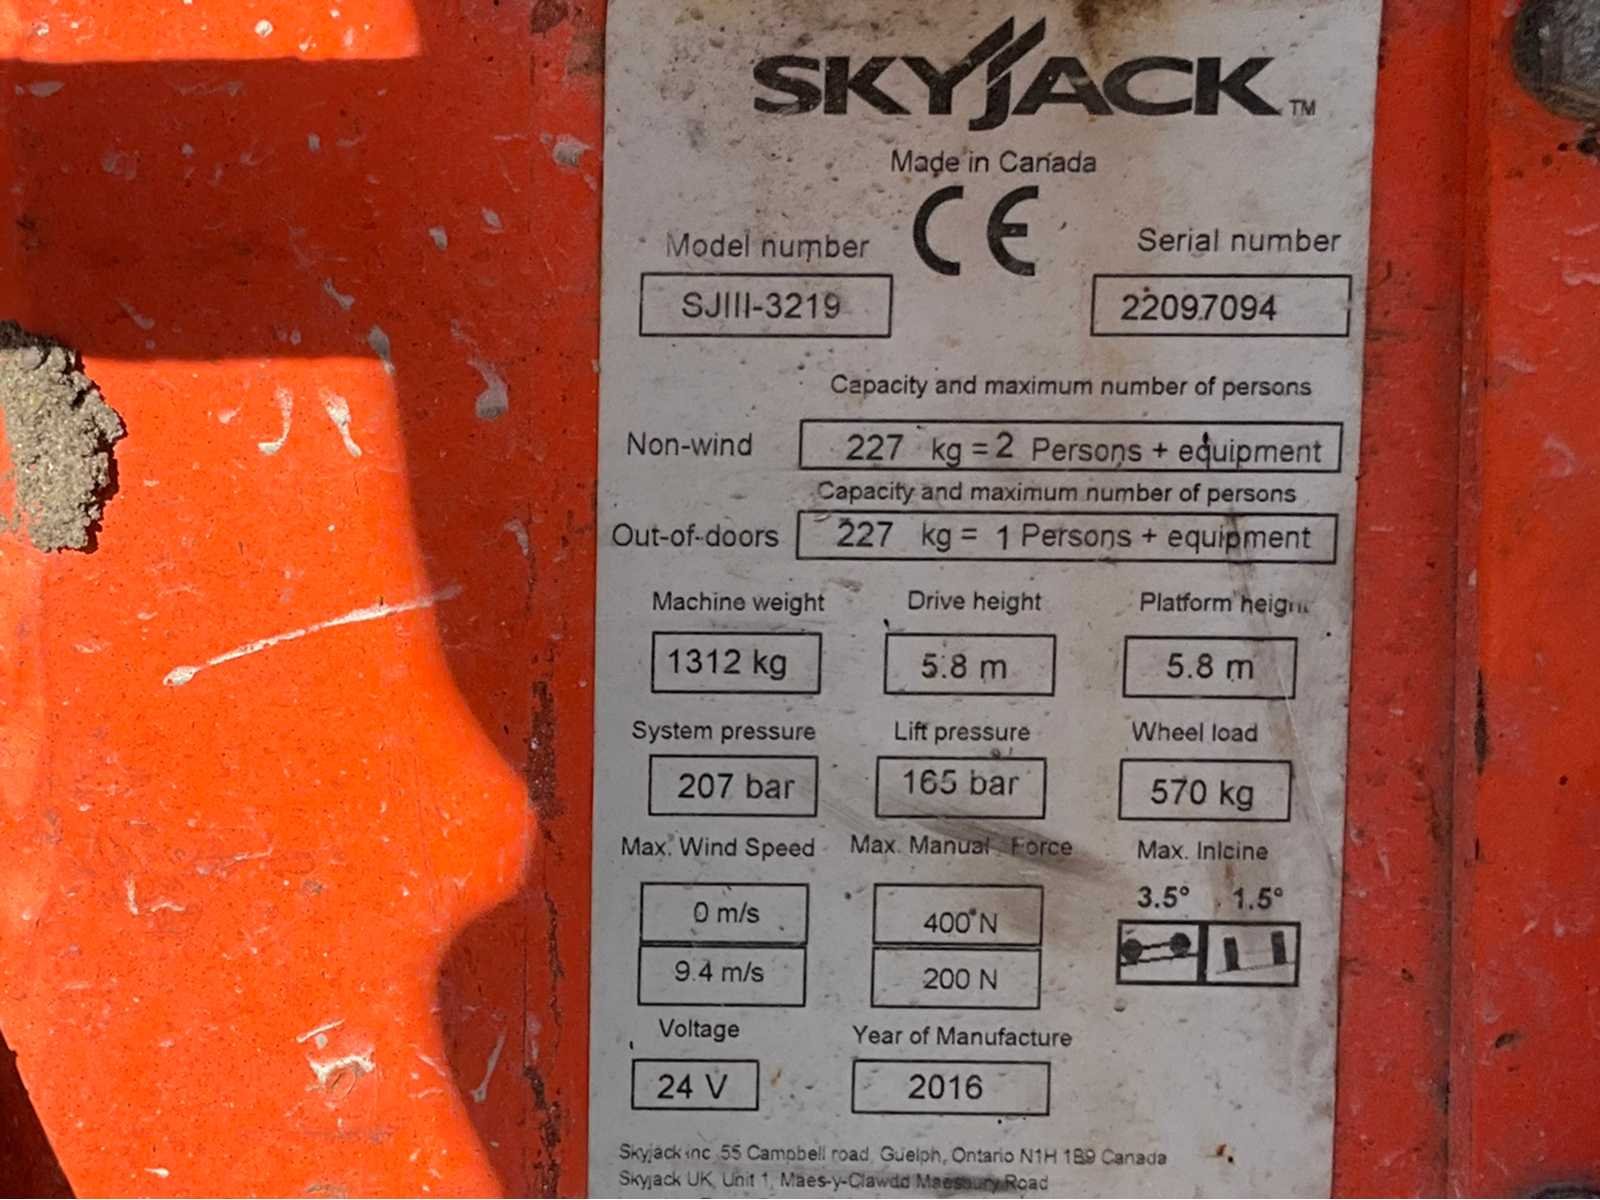 SKYJACK™
Made in Canada
CE
Model number Serial number
SJIII-3219 22097094
Capacity and maximum number of persons
Non-wind 227 kg = 2 Persons + equipment
Capacity and maximum number of persons
Out-of-doors 227 kg = 1 Persons + equipment
Machine weight Drive height Platform height
1312 kg 5.8 m 5.8 m
System pressure Lift pressure Wheel load
207 bar 165 bar 570 kg
Max. Wind Speed Max. Manual Force Max. Inlcine
3.5° 1.5°
0 m/s 400 N
9.4 m/s 200 N
Voltage Year of Manufacture
24 V 2016
Skyjack inc 55 Campbell road, Guelph, Ontario N1H 1B9 Canada
Skyjack UK, Unit 1, Maes-y-Clawdd Maesbury Road